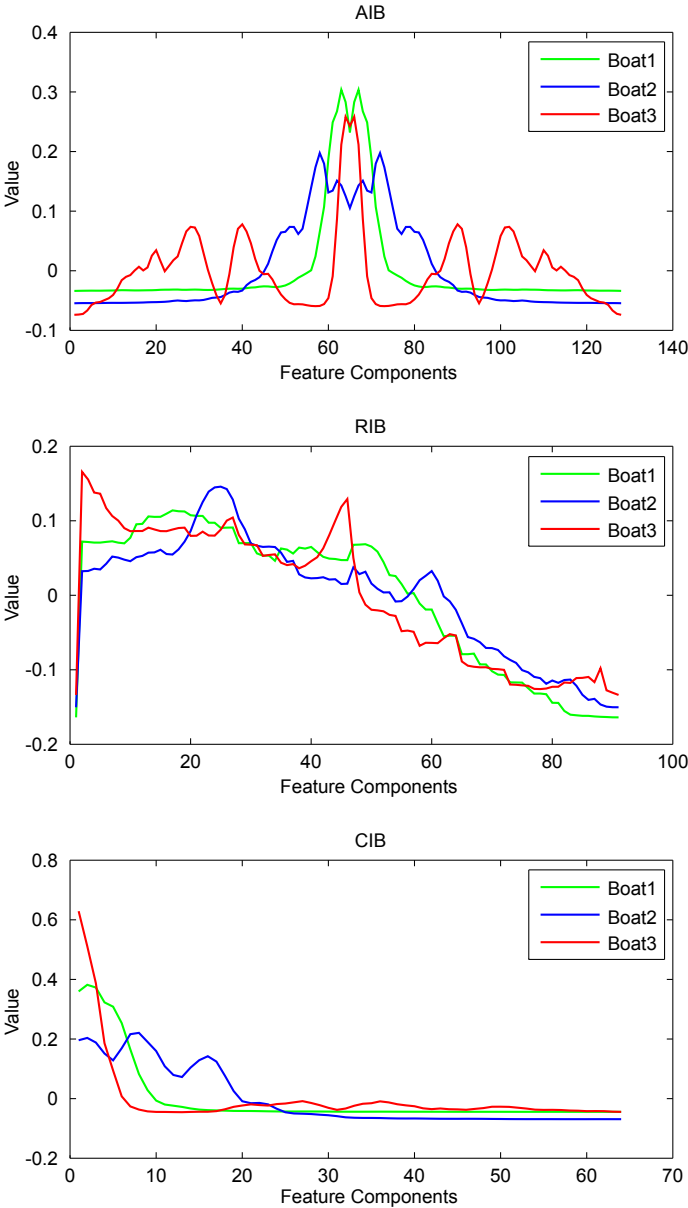 AIB
0.4
0.3
0.2
0.1
0
-0.1
Value
Boat1
Boat2
Boat3
0 20 40 60 80 100 120 140
Feature Components
RIB
0.2
0.1
0
-0.1
-0.2
Value
Boat1
Boat2
Boat3
0 20 40 60 80 100
Feature Components
CIB
0.8
0.6
0.4
0.2
0
-0.2
Value
Boat1
Boat2
Boat3
0 10 20 30 40 50 60 70
Feature Components